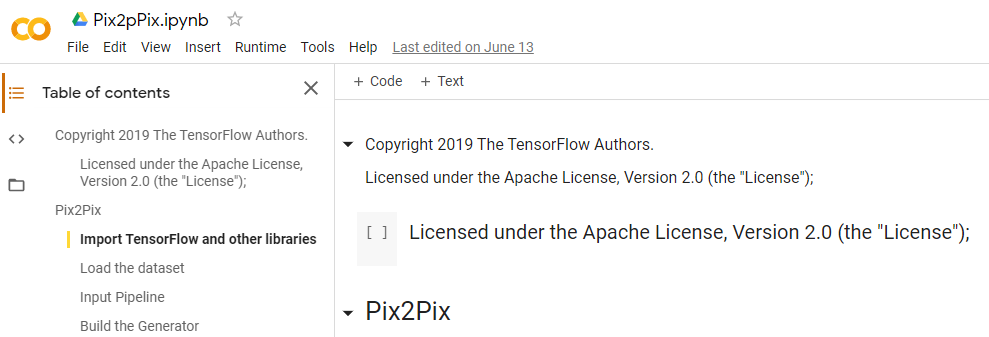 Pix2pPix.ipynb
File Edit View Insert Runtime Tools Help Last edited on June 13
Table of contents
+ Code + Text
Copyright 2019 The TensorFlow Authors.
Licensed under the Apache License,
Version 2.0 (the "License");
Pix2Pix
Import TensorFlow and other libraries
Load the dataset
Input Pipeline
Build the Generator
Copyright 2019 The TensorFlow Authors.
Licensed under the Apache License, Version 2.0 (the "License");
[ ] Licensed under the Apache License, Version 2.0 (the "License");
Pix2Pix